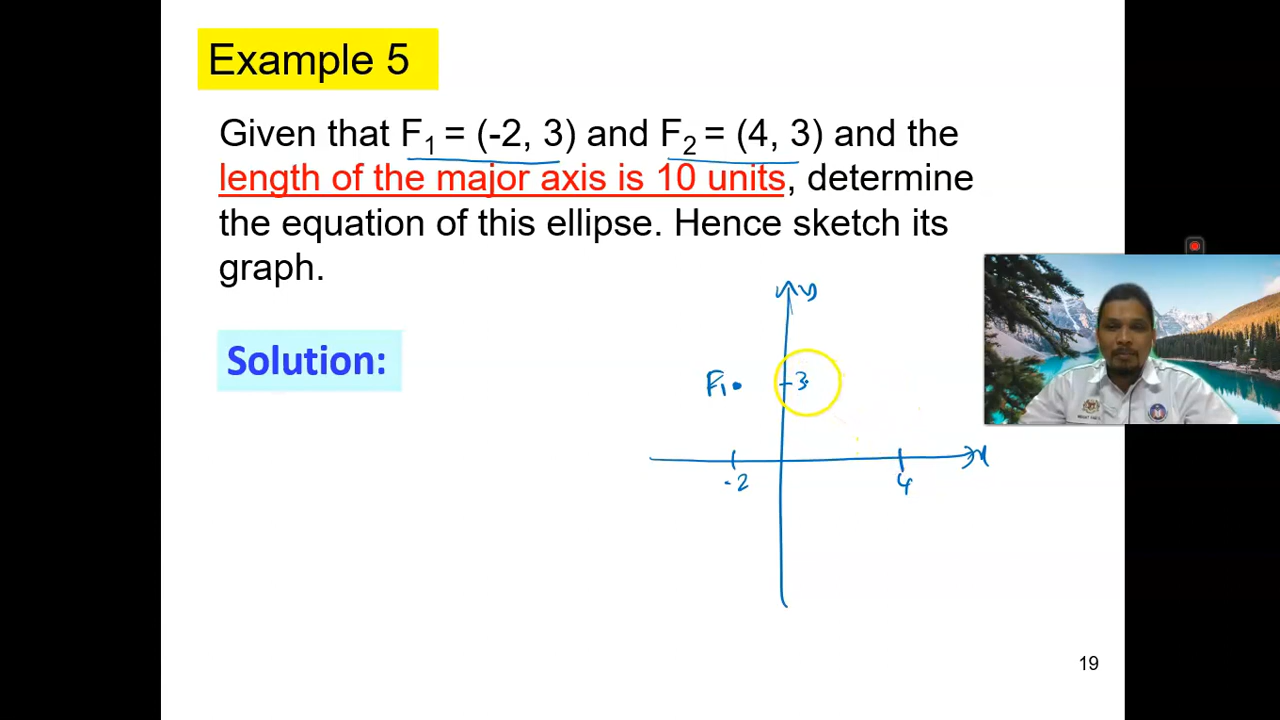 Example 5
Given that F₁ = (-2, 3) and F₂ = (4, 3) and the
length of the major axis is 10 units, determine
the equation of this ellipse. Hence sketch its
graph.
y
Solution:
F₁ 3
x
-2 4
19